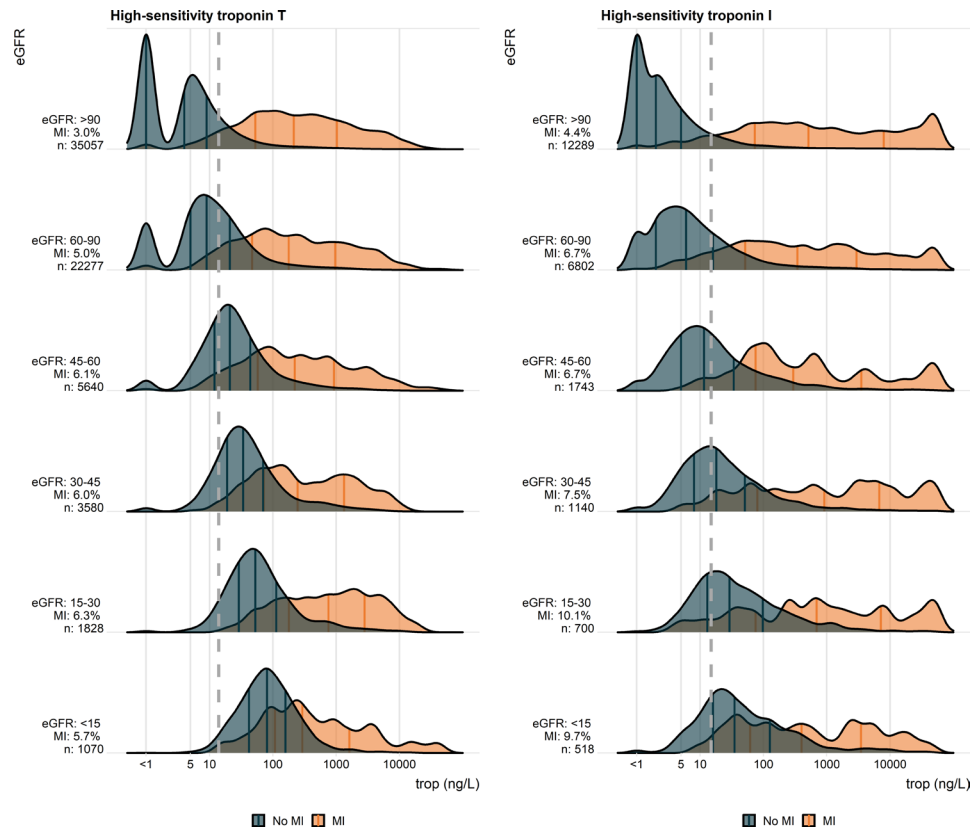 High-sensitivity troponin T
eGFR
eGFR: >90
MI: 3.0%
n: 35057
eGFR: 60-90
MI: 5.0%
n: 22277
eGFR: 45-60
MI: 6.1%
n: 5640
eGFR: 30-45
MI: 6.0%
n: 3580
eGFR: 15-30
MI: 6.3%
n: 1828
eGFR: <15
MI: 5.7%
n: 1070
<1 5 10 100 1000 10000
trop (ng/L)
No MI MI
High-sensitivity troponin I
eGFR
eGFR: >90
MI: 4.4%
n: 12289
eGFR: 60-90
MI: 6.7%
n: 6802
eGFR: 45-60
MI: 6.7%
n: 1743
eGFR: 30-45
MI: 7.5%
n: 1140
eGFR: 15-30
MI: 10.1%
n: 700
eGFR: <15
MI: 9.7%
n: 518
<1 5 10 100 1000 10000
trop (ng/L)
No MI MI